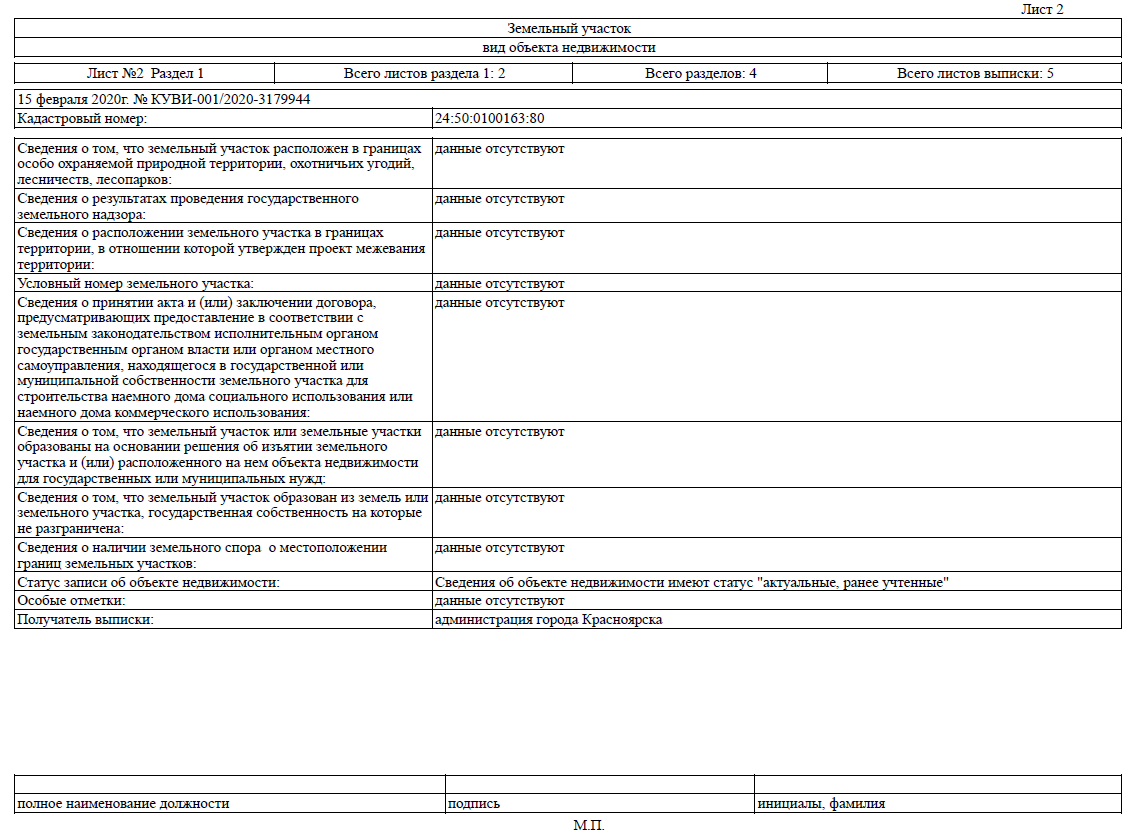 Лист 2
Земельный участок
вид объекта недвижимости
Лист №2 Раздел 1 Всего листов раздела 1: 2 Всего разделов: 4 Всего листов выписки: 5
15 февраля 2020г. № КУВИ-001/2020-3179944
Кадастровый номер: 24:50:0100163:80
Сведения о том, что земельный участок расположен в границах данные отсутствуют
особо охраняемой природной территории, охотничьих угодий,
лесничеств, лесопарков:
Сведения о результатах проведения государственного данные отсутствуют
земельного надзора:
Сведения о расположении земельного участка в границах данные отсутствуют
территории, в отношении которой утвержден проект межевания
территории:
Условный номер земельного участка: данные отсутствуют
Сведения о принятии акта и (или) заключении договора, данные отсутствуют
предусматривающих предоставление в соответствии с
земельным законодательством исполнительным органом
государственным органом власти или органом местного
самоуправления, находящегося в государственной или
муниципальной собственности земельного участка для
строительства наемного дома социального использования или
наемного дома коммерческого использования:
Сведения о том, что земельный участок или земельные участки данные отсутствуют
образованы на основании решения об изъятии земельного
участка и (или) расположенного на нем объекта недвижимости
для государственных или муниципальных нужд:
Сведения о том, что земельный участок образован из земель или данные отсутствуют
земельного участка, государственная собственность на которые
не разграничена:
Сведения о наличии земельного спора о местоположении данные отсутствуют
границ земельных участков:
Статус записи об объекте недвижимости: Сведения об объекте недвижимости имеют статус "актуальные, ранее учтенные"
Особые отметки: данные отсутствуют
Получатель выписки: администрация города Красноярска
полное наименование должности подпись инициалы, фамилия
М.П.